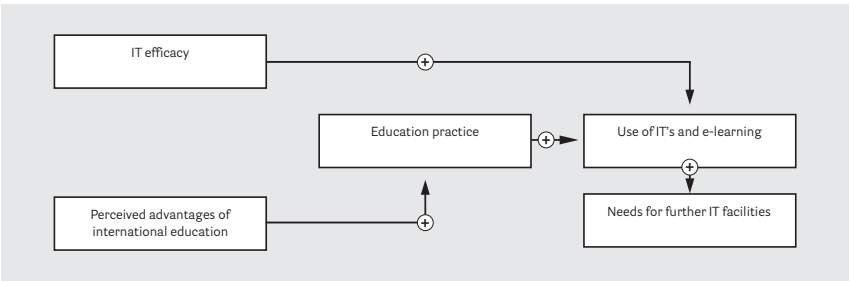 IT efficacy
+
Education practice
+
Use of IT's and e-learning
+
Perceived advantages of
international education
+
Needs for further IT facilities